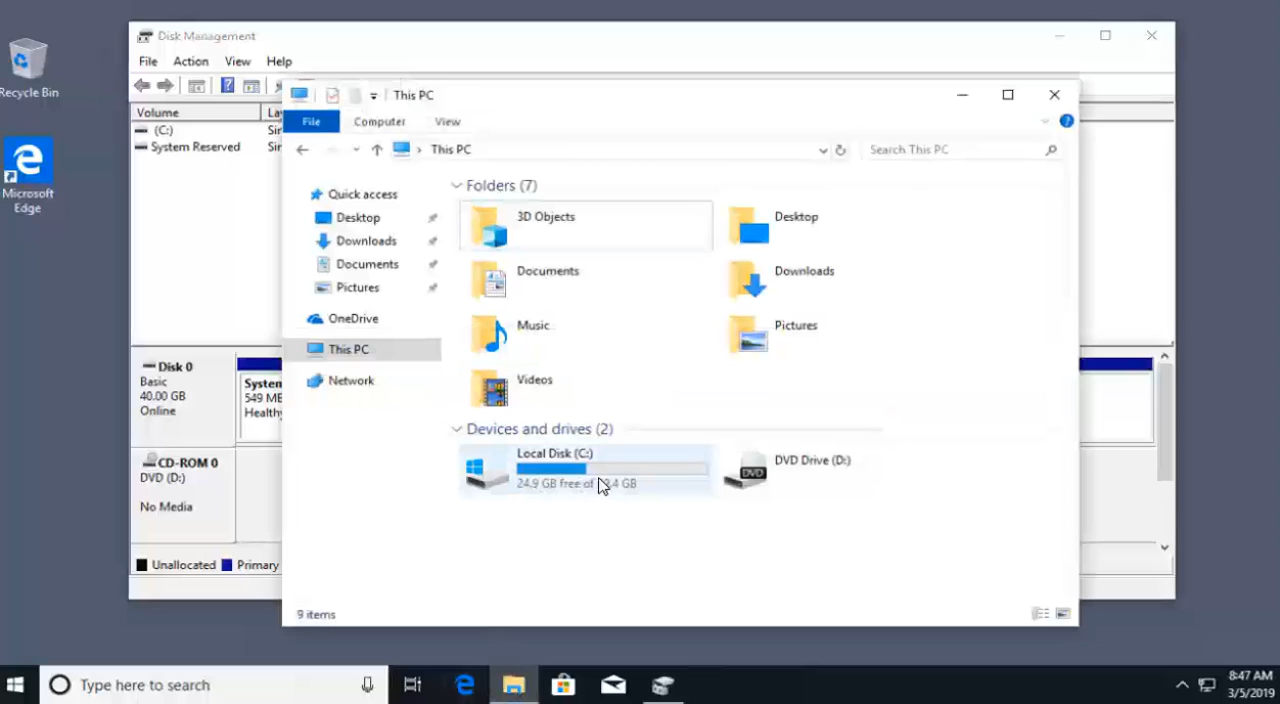 Recycle Bin
Microsoft
Edge
Disk Management
File Action View Help
Volume
(C:)
System Reserved
Disk 0
Basic
40.00 GB
Online
549
CD-ROM 0
DVD (D:)
No Media
Unallocated Primary
This PC
File Computer View
This PC
Search This PC
Quick access
Desktop
Downloads
Documents
Pictures
OneDrive
This PC
Network
Folders (7)
3D Objects
Desktop
Documents
Downloads
Music
Pictures
Videos
Devices and drives (2)
Local Disk (C:)
24.9 GB free of GB
DVD Drive (D:)
DVD
9 items
Type here to search
8:47 AM
3/5/2019